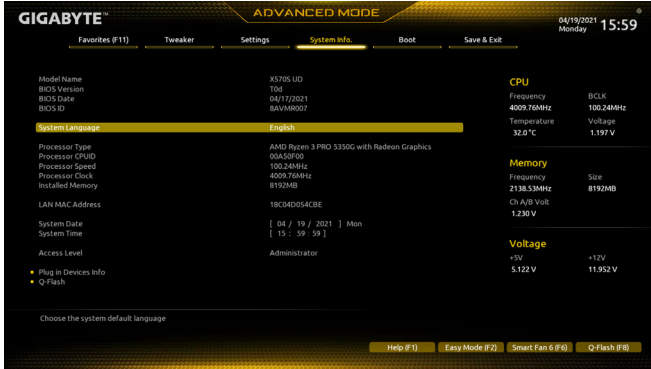 GIGABYTE™
ADVANCED MODE
04/19/2021 Monday 15:59
Favorites (F11) Tweaker Settings System Info. Boot Save & Exit
Model Name X570S UD
BIOS Version T0d
BIOS Date 04/17/2021
BIOS ID 8AVMR007
System Language English
Processor Type AMD Ryzen 3 PRO 5350G with Radeon Graphics
Processor CPUID 00A50F00
Processor Speed 100.24MHz
Processor Clock 4009.76MHz
Installed Memory 8192MB
LAN MAC Address 18C04D054CBE
System Date [ 04 / 19 / 2021 ] Mon
System Time [ 15 : 59 : 59 ]
Access Level Administrator
Plug in Devices Info
Q-Flash
CPU
Frequency BCLK
4009.76MHz 100.24MHz
Temperature Voltage
32.0 °C 1.197 V
Memory
Frequency Size
2138.53MHz 8192MB
Ch A/B Volt
1.230 V
Voltage
+5V +12V
5.122 V 11.952 V
Choose the system default language
Help (F1) Easy Mode (F2) Smart Fan 6 (F6) Q-Flash (F8)